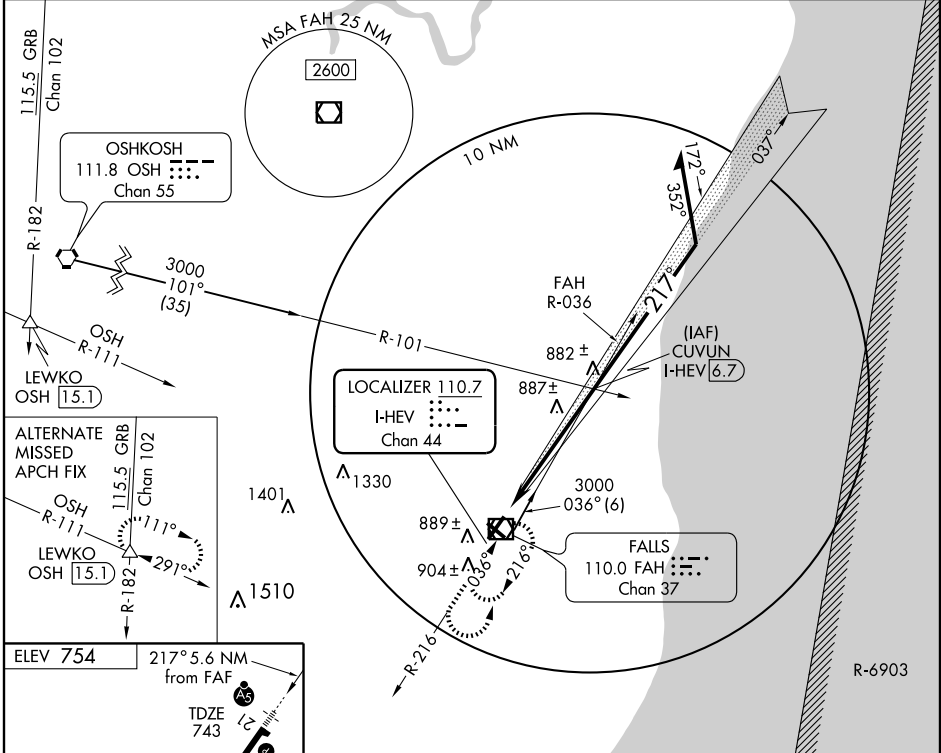 MSA FAH 25 NM
2600
115.5 GRB
Chan 102
R-182
OSHKOSH
111.8 OSH
Chan 55
3000
101°
(35)
R-101
10 NM
172°
352°
037°
217°
FAH
R-036
(IAF)
CUVUN
I-HEV 6.7
882 ±
887 ±
OSH
R-111
LEWKO
OSH 15.1
LOCALIZER 110.7
I-HEV
Chan 44
ALTERNATE
MISSED
APCH FIX
115.5 GRB
Chan 102
OSH
R-111
111°
291°
LEWKO
OSH 15.1
R-182
1401
1330
1510
889 ±
904 ±
3000
036° (6)
036°
216°
R-216
FALLS
110.0 FAH
Chan 37
R-6903
ELEV 754
217° 5.6 NM
from FAF
A5
TDZE
743
21